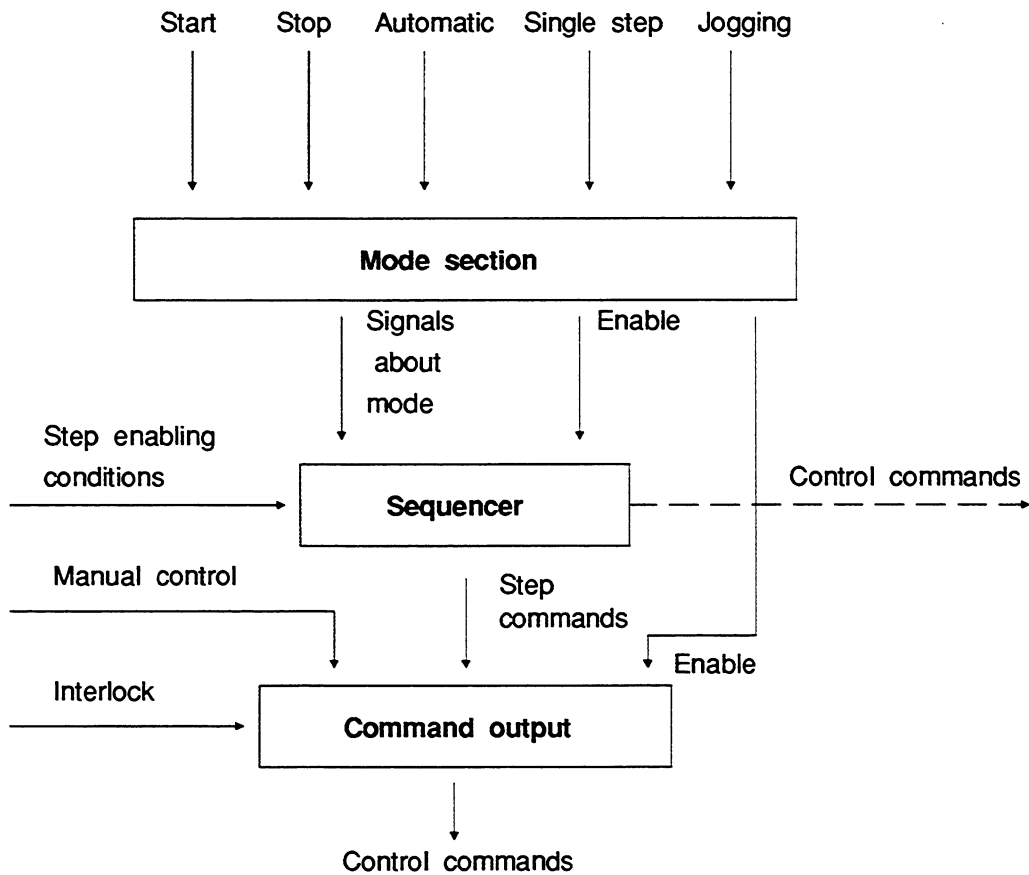 Start Stop Automatic Single step Jogging
Mode section
Signals
about
mode
Enable
Step enabling
conditions
Control commands
Sequencer
Manual control
Step
commands
Enable
Interlock
Command output
Control commands